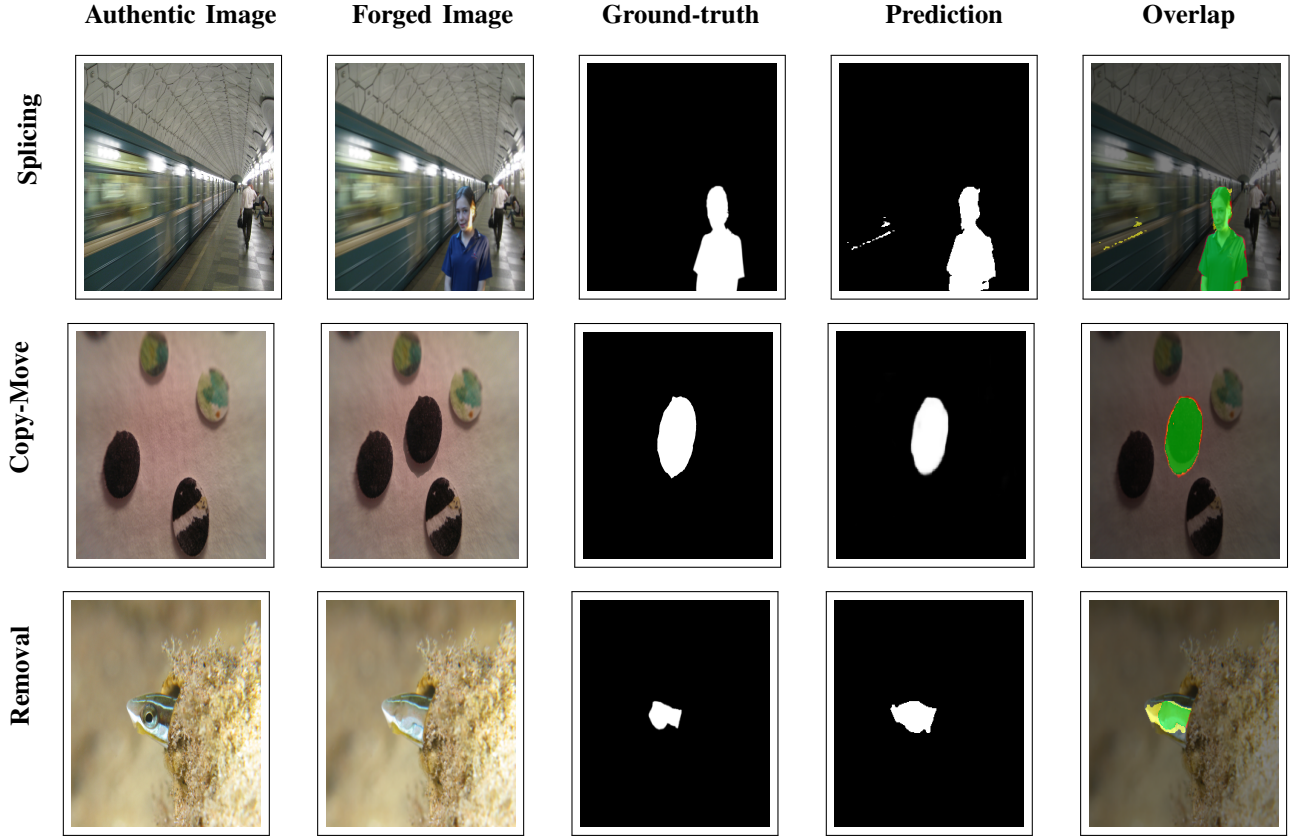 Authentic Image Forged Image Ground-truth Prediction Overlap
Splicing
Copy-Move
Removal